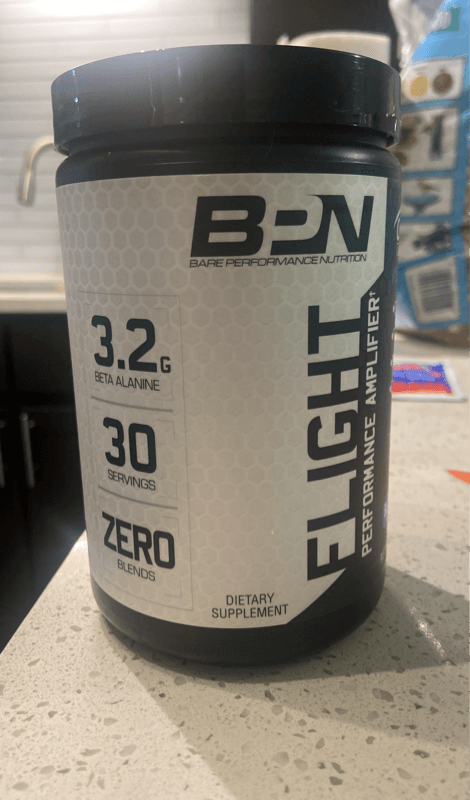 BPN
BARE PERFORMANCE NUTRITION
3.2G
BETA ALANINE
30
SERVINGS
ZERO
BLENDS
FLIGHT
PERFORMANCE AMPLIFIER†
DIETARY
SUPPLEMENT